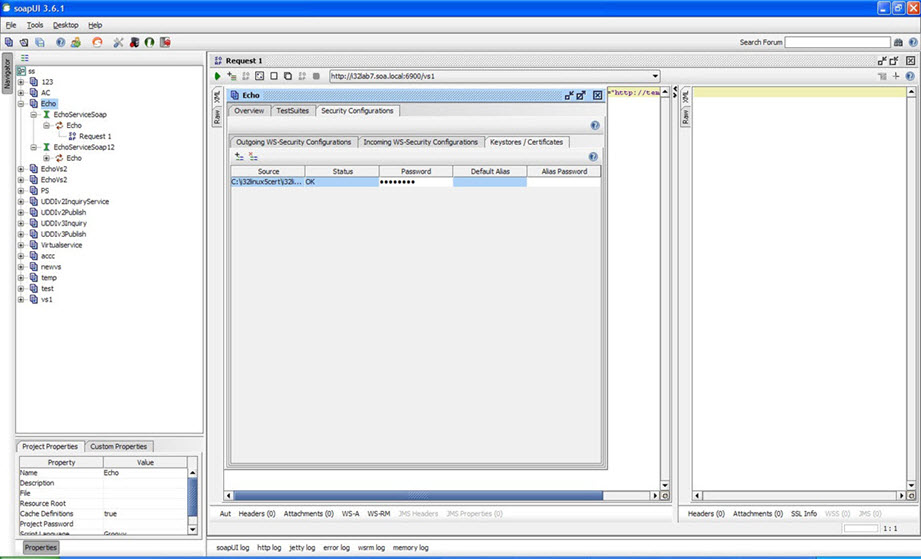 soapUI 3.6.1
File Tools Desktop Help
Search Forum
Navigator
ss
123
AC
Echo
EchoServiceSoap
Echo
Request 1
EchoServiceSoap12
Echo
EchoVs2
EchoVs2
PS
UDDIv2InquiryService
UDDIv2Publish
UDDIv3Inquiry
UDDIv3Publish
Virtualservice
accc
newvs
temp
test
vs1
Project Properties Custom Properties
Property Value
Name Echo
Description
File
Resource Root
Cache Definitions true
Project Password
Script Language Groovy
Properties
Request 1
http://i32lab7.soa.local:6900/vs1
XML
Raw
="http://tem
Echo
Overview TestSuites Security Configurations
Outgoing WS-Security Configurations Incoming WS-Security Configurations Keystores / Certificates
Source Status Password Default Alias Alias Password
C:\i32linux5cert\i32li... OK ●●●●●●●●
XML
Raw
Aut Headers (0) Attachments (0) WS-A WS-RM JMS Headers JMS Properties (0)
Headers (0) Attachments (0) SSL Info WSS (0) JMS (0)
1 : 1
soapUI log http log jetty log error log wsrm log memory log